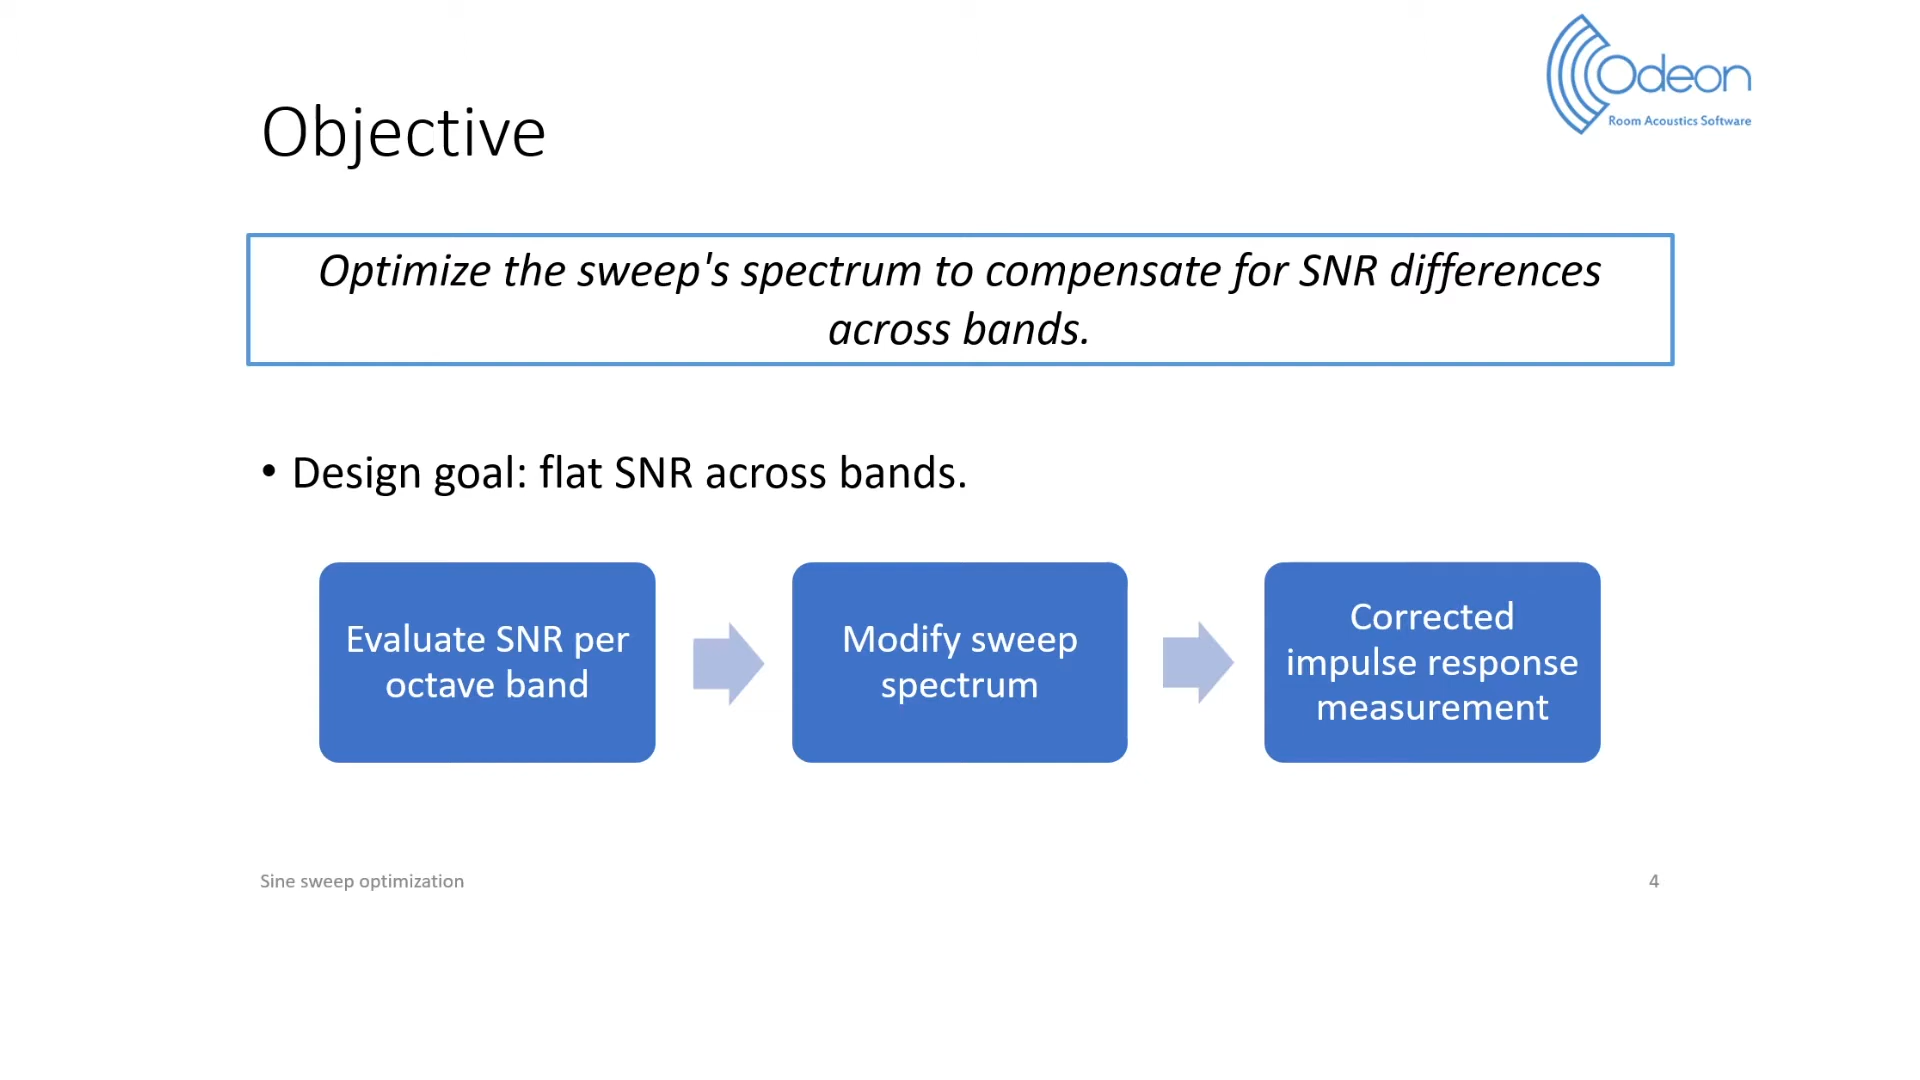 Odeon
Room Acoustics Software
Objective
Optimize the sweep's spectrum to compensate for SNR differences
across bands.
• Design goal: flat SNR across bands.
Evaluate SNR per
octave band
Modify sweep
spectrum
Corrected
impulse response
measurement
Sine sweep optimization
4